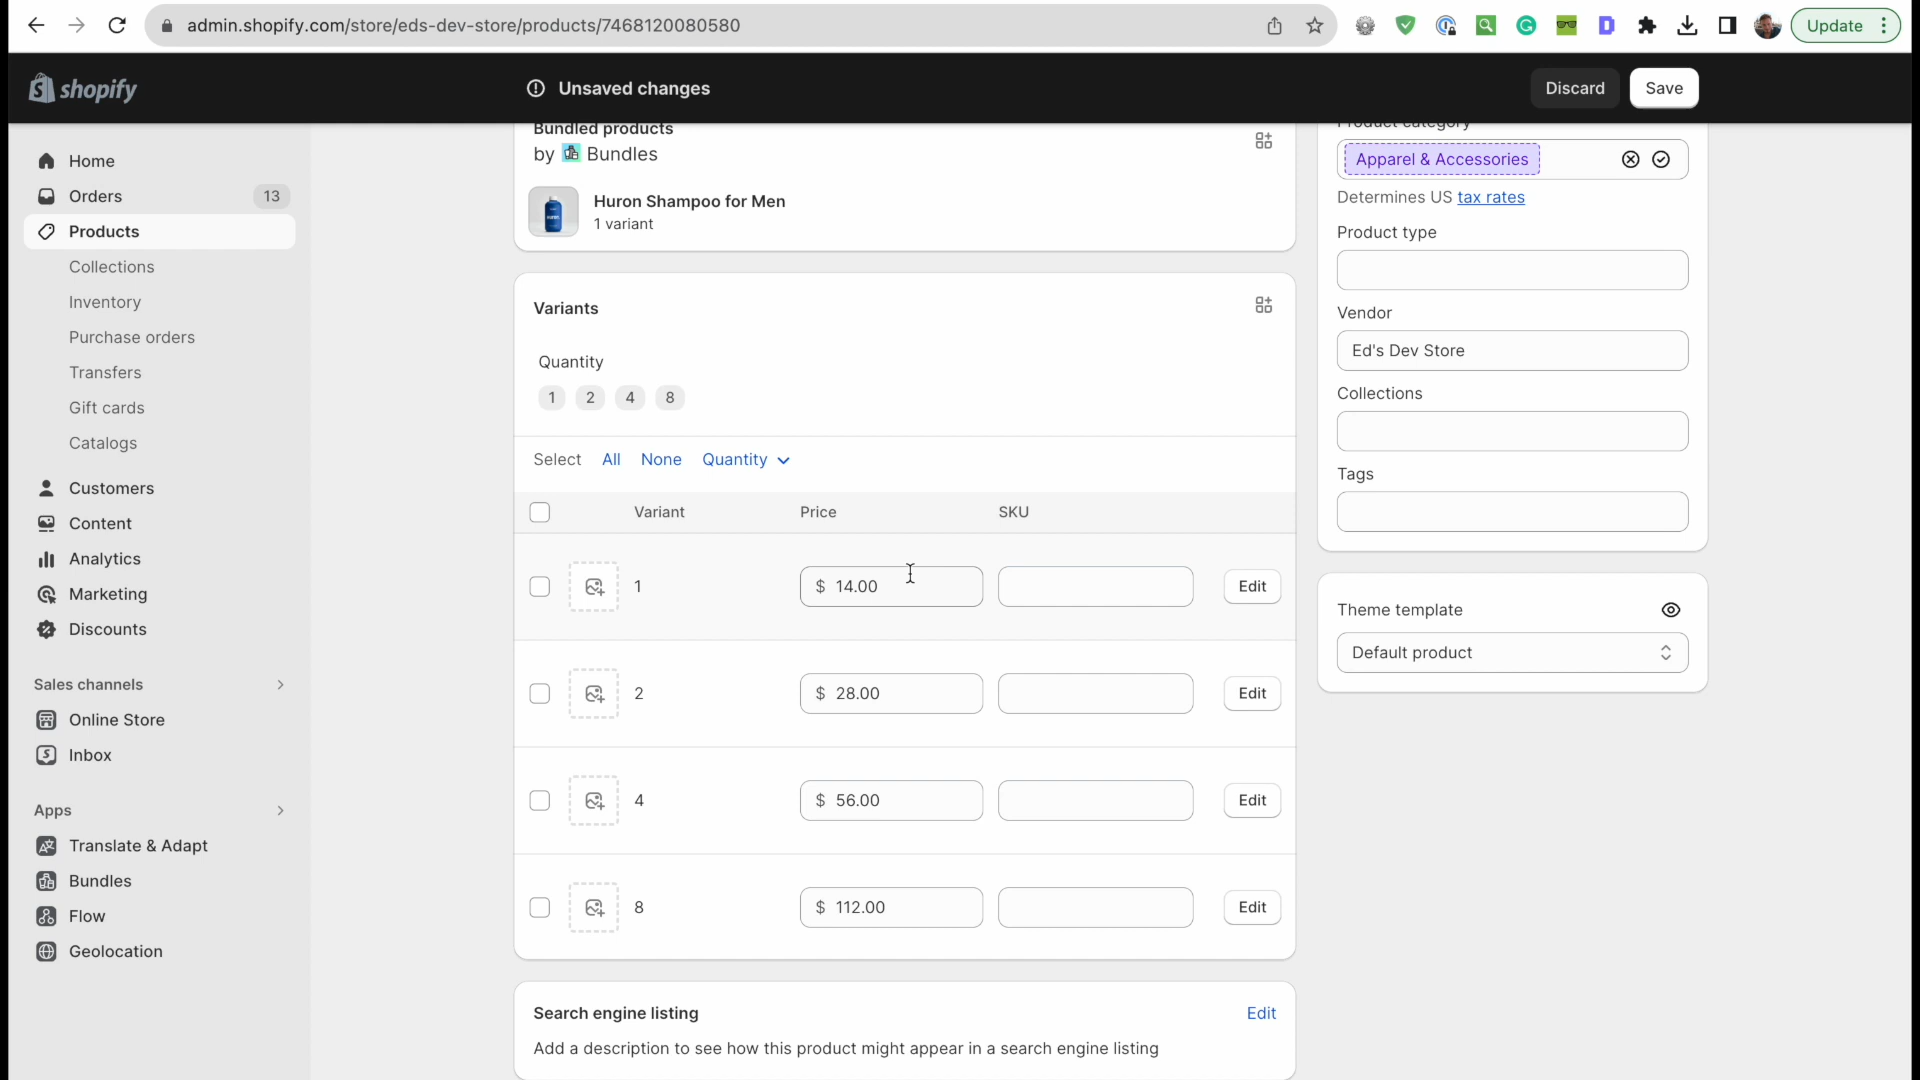 admin.shopify.com/store/eds-dev-store/products/7468120080580
Update
shopify
Unsaved changes
Discard
Save
Home
Orders
13
Products
Collections
Inventory
Purchase orders
Transfers
Gift cards
Catalogs
Customers
Content
Analytics
Marketing
Discounts
Sales channels
Online Store
Inbox
Apps
Translate & Adapt
Bundles
Flow
Geolocation
Bundled products
by Bundles
Huron Shampoo for Men
1 variant
Variants
Quantity
1 2 4 8
Select All None Quantity
Variant Price SKU
1 $ 14.00 Edit
2 $ 28.00 Edit
4 $ 56.00 Edit
8 $ 112.00 Edit
Search engine listing
Edit
Add a description to see how this product might appear in a search engine listing
Product category
Apparel & Accessories
Determines US tax rates
Product type
Vendor
Ed's Dev Store
Collections
Tags
Theme template
Default product